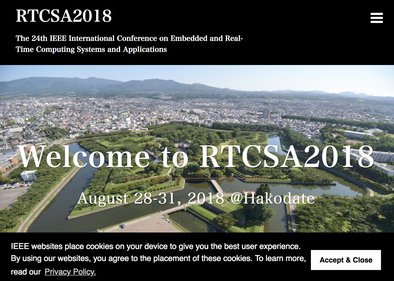 RTCSA2018
The 24th IEEE International Conference on Embedded and Real-
Time Computing Systems and Applications
Welcome to RTCSA2018
August 28-31, 2018 @Hakodate
IEEE websites place cookies on your device to give you the best user experience.
By using our websites, you agree to the placement of these cookies. To learn more,
read our Privacy Policy.
Accept & Close